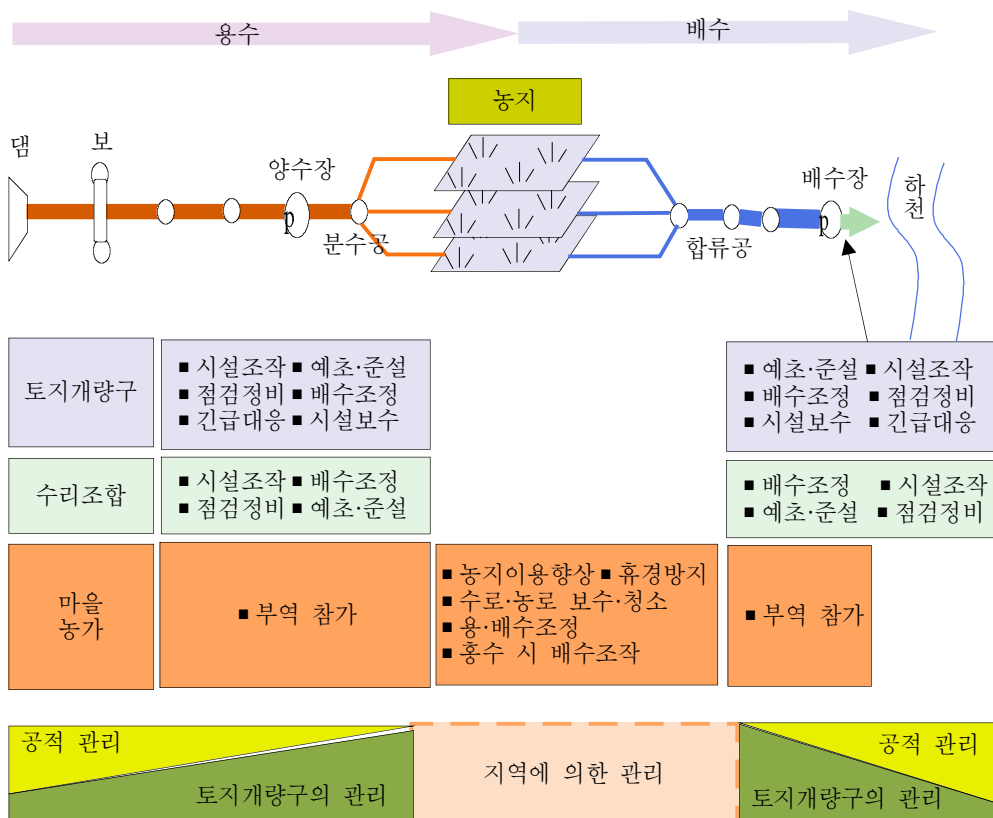 용수
배수
농지
댐
보
양수장
배수장
하천
p
p
분수공
합류공
토지개량구
■ 시설조작 ■ 예초·준설
■ 점검정비 ■ 배수조정
■ 긴급대응 ■ 시설보수
■ 예초·준설 ■ 시설조작
■ 배수조정 ■ 점검정비
■ 시설보수 ■ 긴급대응
수리조합
■ 시설조작 ■ 배수조정
■ 점검정비 ■ 예초·준설
■ 배수조정 ■ 시설조작
■ 예초·준설 ■ 점검정비
마을
농가
■ 부역 참가
■ 농지이용향상 ■ 휴경방지
■ 수로·농로 보수·청소
■ 용·배수조정
■ 홍수 시 배수조작
■ 부역 참가
공적 관리
토지개량구의 관리
지역에 의한 관리
공적 관리
토지개량구의 관리